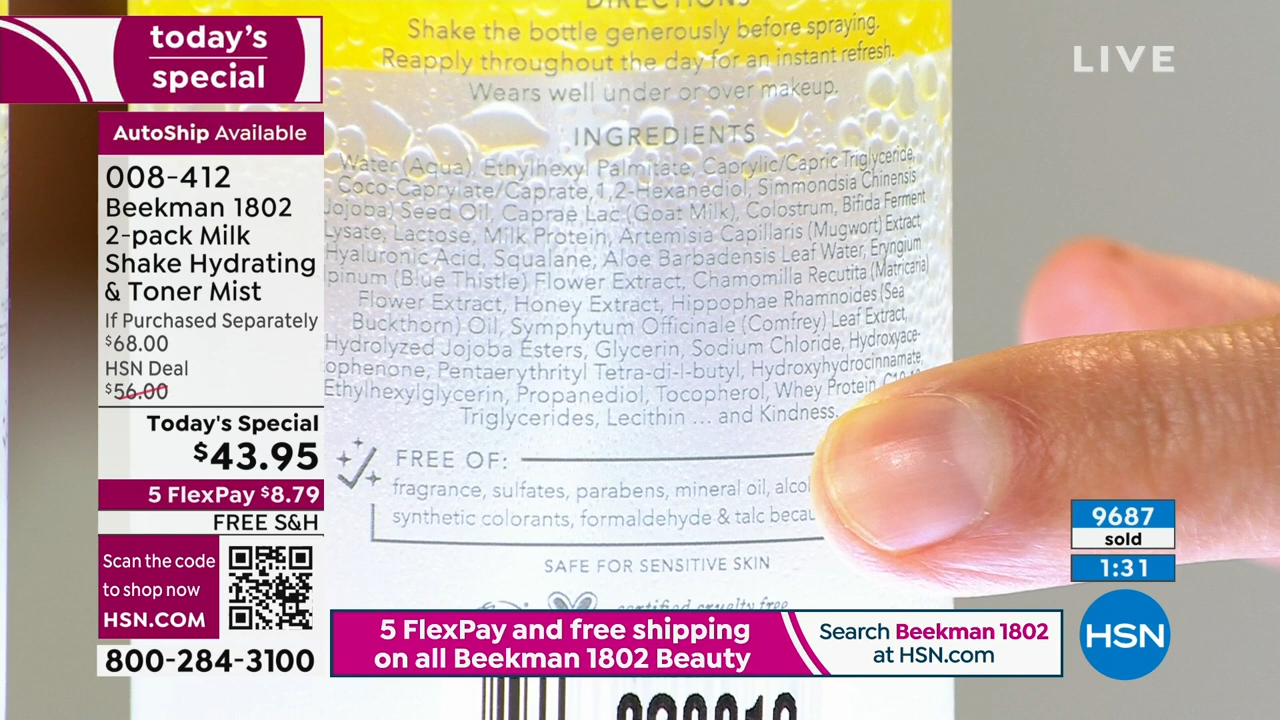 today's
special
AutoShip Available
008-412
Beekman 1802
2-pack Milk
Shake Hydrating
& Toner Mist
If Purchased Separately
$68.00
HSN Deal
$56.00
Today's Special
$43.95
5 FlexPay $8.79
FREE S&H
Scan the code
to shop now
HSN.COM
800-284-3100
DIRECTIONS
Shake the bottle generously before spraying.
Reapply throughout the day for an instant refresh.
Wears well under or over makeup.
INGREDIENTS
Water (Aqua), Ethylhexyl Palmitate, Caprylic/Capric Triglyceride,
Coco-Caprylate/Caprate, 1,2-Hexanediol, Simmondsia Chinensis
Jojoba) Seed Oil, Caprae Lac (Goat Milk), Colostrum, Bifida Ferment
Lysate, Lactose, Milk Protein, Artemisia Capillaris (Mugwort) Extract,
Hyaluronic Acid, Squalane, Aloe Barbadensis Leaf Water, Eryngium
pinum (Blue Thistle) Flower Extract, Chamomilla Recutita (Matricaria)
Flower Extract, Honey Extract, Hippophae Rhamnoides (Sea
Buckthorn) Oil, Symphytum Officinale (Comfrey) Leaf Extract,
Hydrolyzed Jojoba Esters, Glycerin, Sodium Chloride, Hydroxyace-
ophenone, Pentaerythrityl Tetra-di-l-butyl, Hydroxyhydrocinnamate,
Ethylhexylglycerin, Propanediol, Tocopherol, Whey Protein,
Triglycerides, Lecithin ... and Kindness.
FREE OF:
fragrance, sulfates, parabens, mineral oil, alco
synthetic colorants, formaldehyde & talc becau
SAFE FOR SENSITIVE SKIN
certified cruelty free
LIVE
9687
sold
1:31
HSN
5 FlexPay and free shipping
on all Beekman 1802 Beauty
Search Beekman 1802
at HSN.com